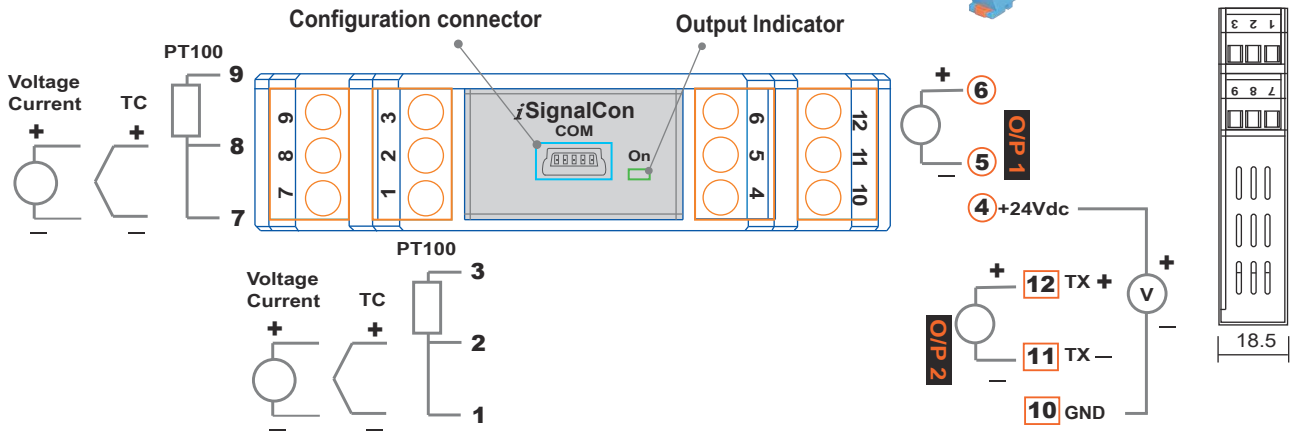 Configuration connector
Output Indicator
PT100
9
Voltage
Current
TC
+
+
8
7
—
—
9
8
7
3
2
1
iSignalCon
COM
On
6
5
4
12
11
10
+
6
O/P 1
5
—
4 +24Vdc
+
12 TX +
+
V
—
O/P 2
11 TX —
—
10 GND
PT100
3
Voltage
Current
TC
+
+
2
1
—
—
3 2 1
9 8 7
18.5